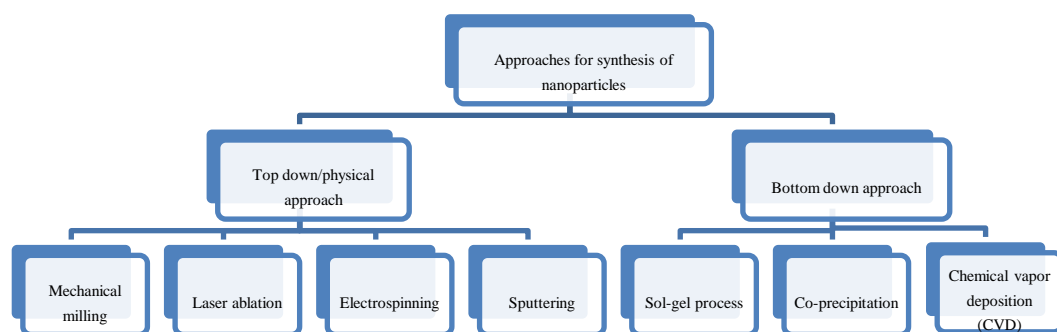 Approaches for synthesis of
nanoparticles
Top down/physical
approach
Bottom down approach
Mechanical
milling
Laser ablation
Electrospinning
Sputtering
Sol-gel process
Co-precipitation
Chemical vapor
deposition
(CVD)